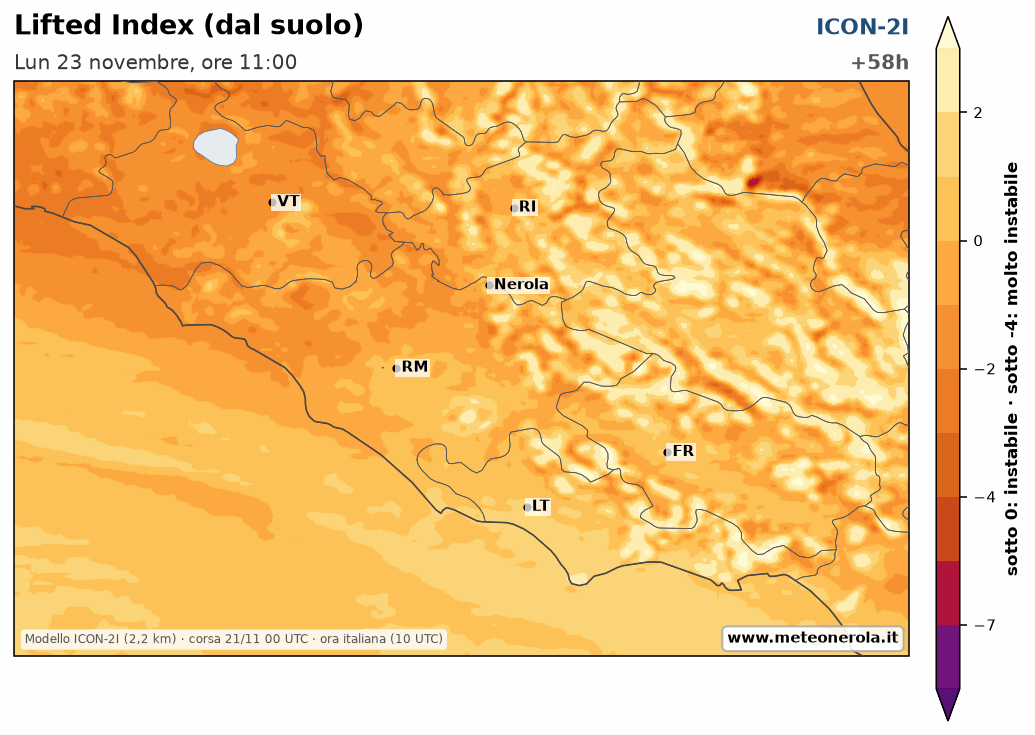 Lifted Index (dal suolo)
ICON-2I
Lun 23 novembre, ore 11:00
+58h
VT
RI
Nerola
RM
FR
LT
Modello ICON-2I (2,2 km) · corsa 21/11 00 UTC · ora italiana (10 UTC)
www.meteonerola.it
2
0
−2
−4
−7
sotto 0: instabile · sotto -4: molto instabile